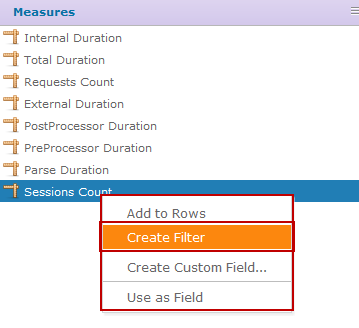 Measures
Internal Duration
Total Duration
Requests Count
External Duration
PostProcessor Duration
PreProcessor Duration
Parse Duration
Sessions Count
Add to Rows
Create Filter
Create Custom Field...
Use as Field